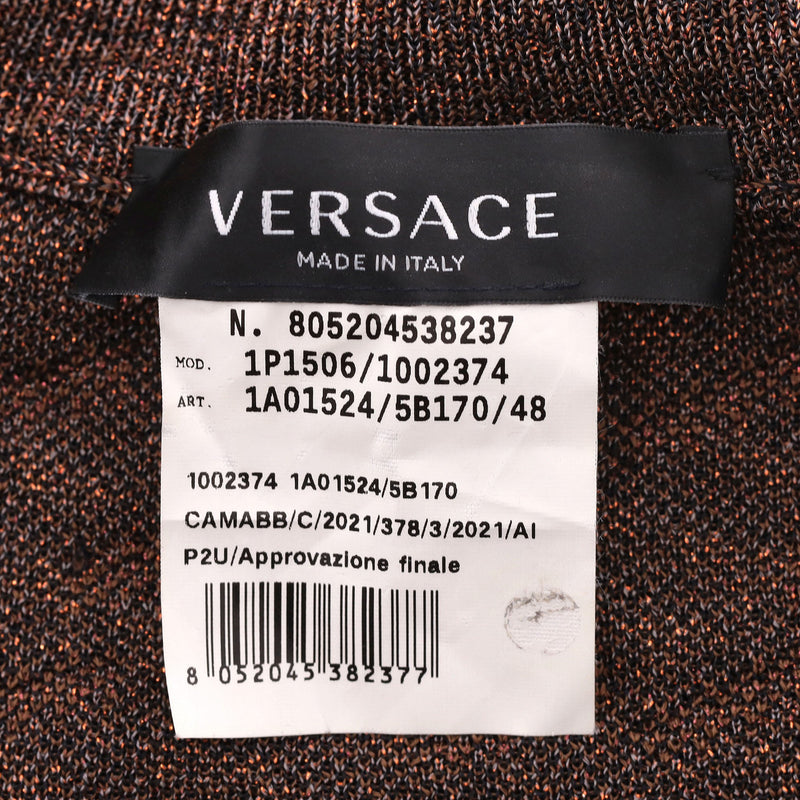 VERSACE
MADE IN ITALY
N. 805204538237
MOD. 1P1506/1002374
ART. 1A01524/5B170/48
1002374 1A01524/5B170
CAMABB/C/2021/378/3/2021/AI
P2U/Approvazione finale
8 052045 382377